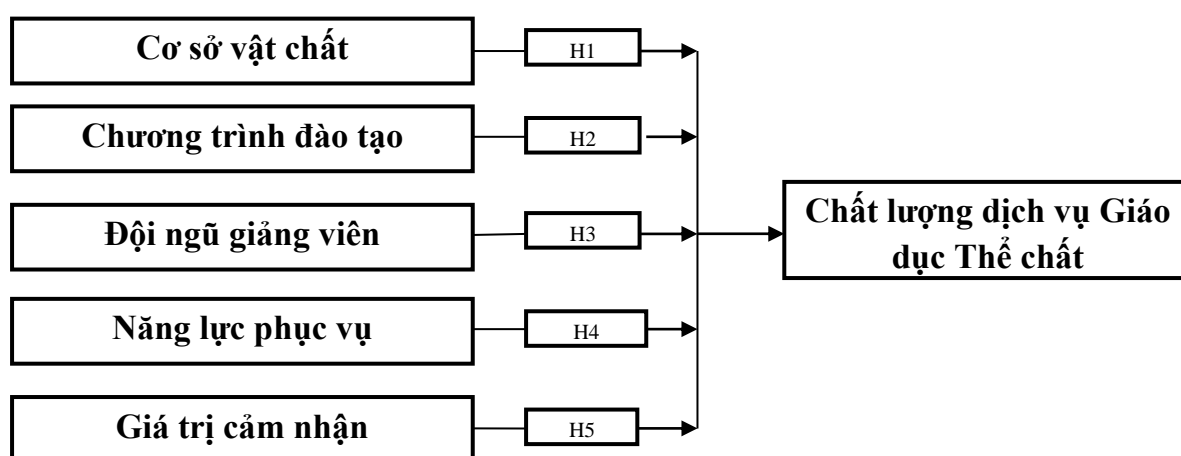 Cơ sở vật chất
H1
Chương trình đào tạo
H2
Đội ngũ giảng viên
H3
Năng lực phục vụ
H4
Giá trị cảm nhận
H5
Chất lượng dịch vụ Giáo
dục Thể chất